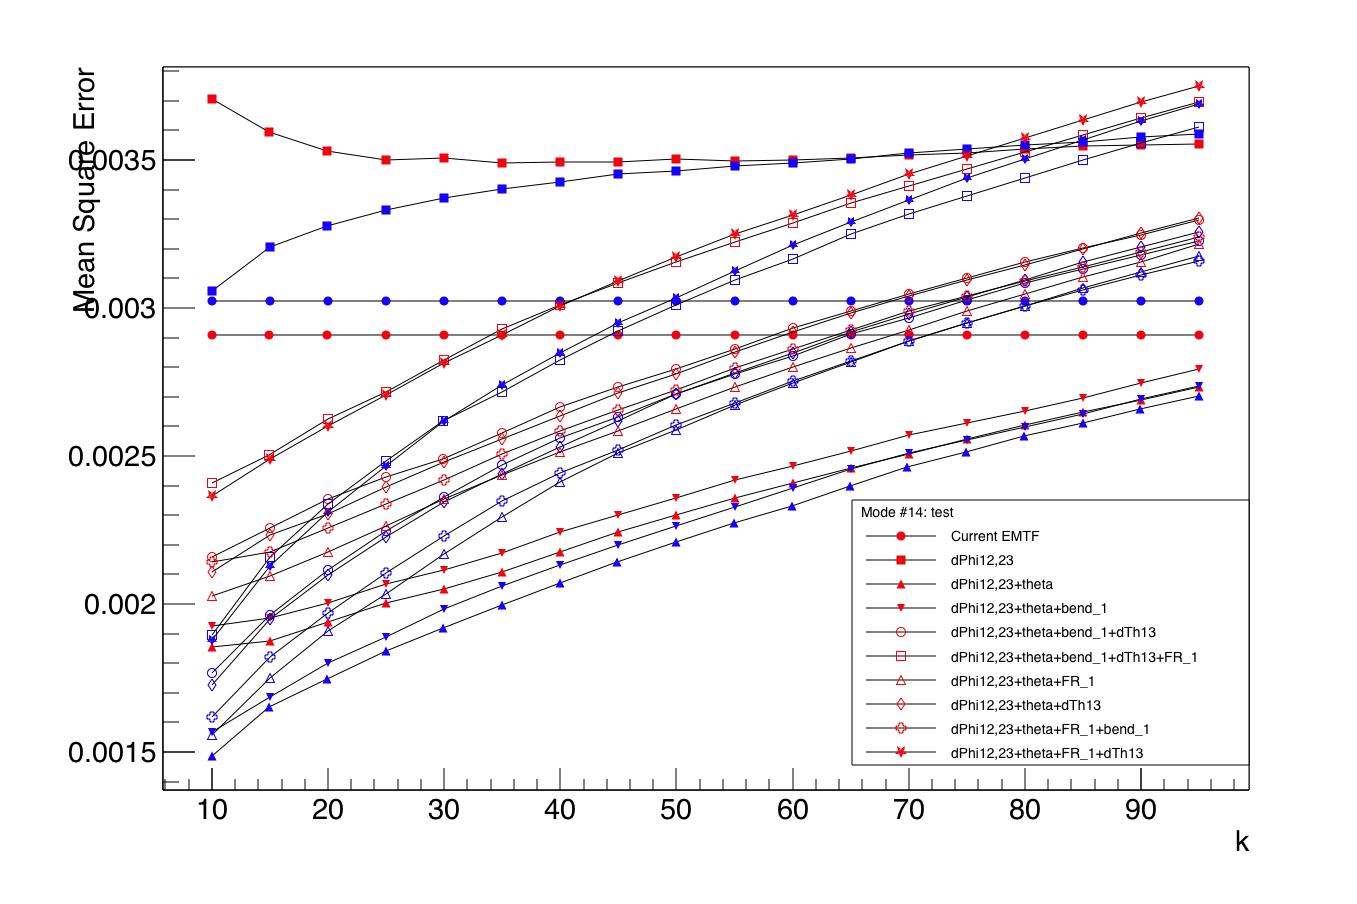 Mean Square Error
0.0035
0.003
0.0025
0.002
0.0015
Mode #14: test
Current EMTF
dPhi12,23
dPhi12,23+theta
dPhi12,23+theta+bend_1
dPhi12,23+theta+bend_1+dTh13
dPhi12,23+theta+bend_1+dTh13+FR_1
dPhi12,23+theta+FR_1
dPhi12,23+theta+dTh13
dPhi12,23+theta+FR_1+bend_1
dPhi12,23+theta+FR_1+dTh13
10 20 30 40 50 60 70 80 90
k